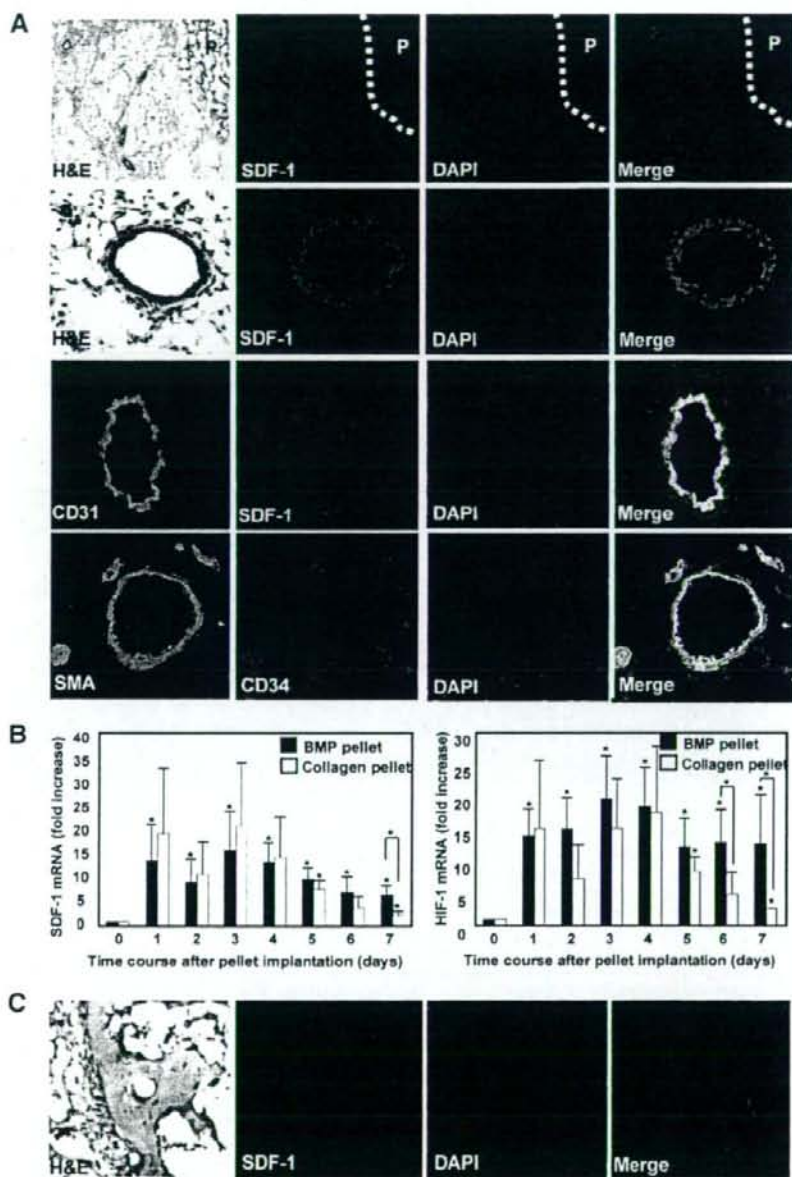 A
P
H&E
P
SDF-1
P
DAPI
P
Merge
H&E
SDF-1
DAPI
Merge
CD31
SDF-1
DAPI
Merge
SMA
CD34
DAPI
Merge
B
SDF-1 mRNA (fold increase)
40
35
30
25
20
15
10
5
0
BMP pellet
Collagen pellet
* * * * * * * * * *
0 1 2 3 4 5 6 7
Time course after pellet implantation (days)
HIF-1 mRNA (fold increase)
30
25
20
15
10
5
0
BMP pellet
Collagen pellet
* * * * * * * * * * *
0 1 2 3 4 5 6 7
Time course after pellet implantation (days)
C
H&E
SDF-1
DAPI
Merge